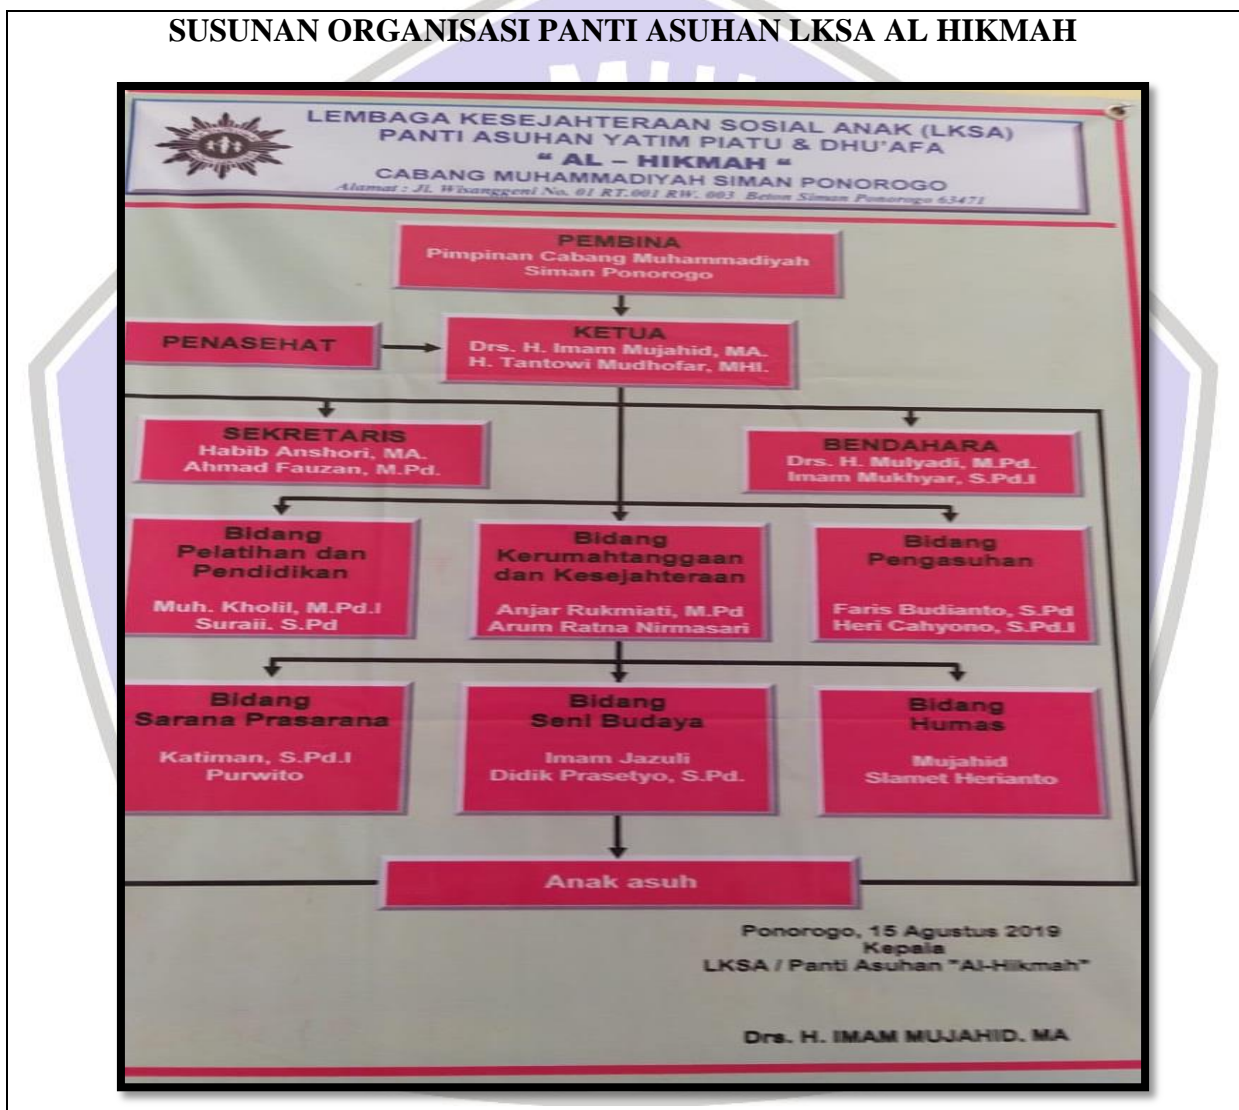 SUSUNAN ORGANISASI PANTI ASUHAN LKSA AL HIKMAH
LEMBAGA KESEJAHTERAAN SOSIAL ANAK (LKSA)
PANTI ASUHAN YATIM PIATU & DHU'AFA
“ AL – HIKMAH “
CABANG MUHAMMADIYAH SIMAN PONOROGO
Alamat : Jl. Wisanggeni No. 01 RT.001 RW. 003 Beton Siman Ponorogo 63471
PEMBINA
Pimpinan Cabang Muhammadiyah
Siman Ponorogo
PENASEHAT
KETUA
Drs. H. Imam Mujahid, MA.
H. Tantowi Mudhofar, MHI.
SEKRETARIS
Habib Anshori, MA.
Ahmad Fauzan, M.Pd.
BENDAHARA
Drs. H. Mulyadi, M.Pd.
Imam Mukhyar, S.Pd.I
Bidang
Pelatihan dan
Pendidikan
Muh. Kholil, M.Pd.I
Suraii. S.Pd
Bidang
Kerumahtanggaan
dan Kesejahteraan
Anjar Rukmiati, M.Pd
Arum Ratna Nirmasari
Bidang
Pengasuhan
Faris Budianto, S.Pd
Heri Cahyono, S.Pd.I
Bidang
Sarana Prasarana
Katiman, S.Pd.I
Purwito
Bidang
Seni Budaya
Imam Jazuli
Didik Prasetyo, S.Pd.
Bidang
Humas
Mujahid
Slamet Herianto
Anak asuh
Ponorogo, 15 Agustus 2019
Kepala
LKSA / Panti Asuhan "Al-Hikmah"
Drs. H. IMAM MUJAHID. MA